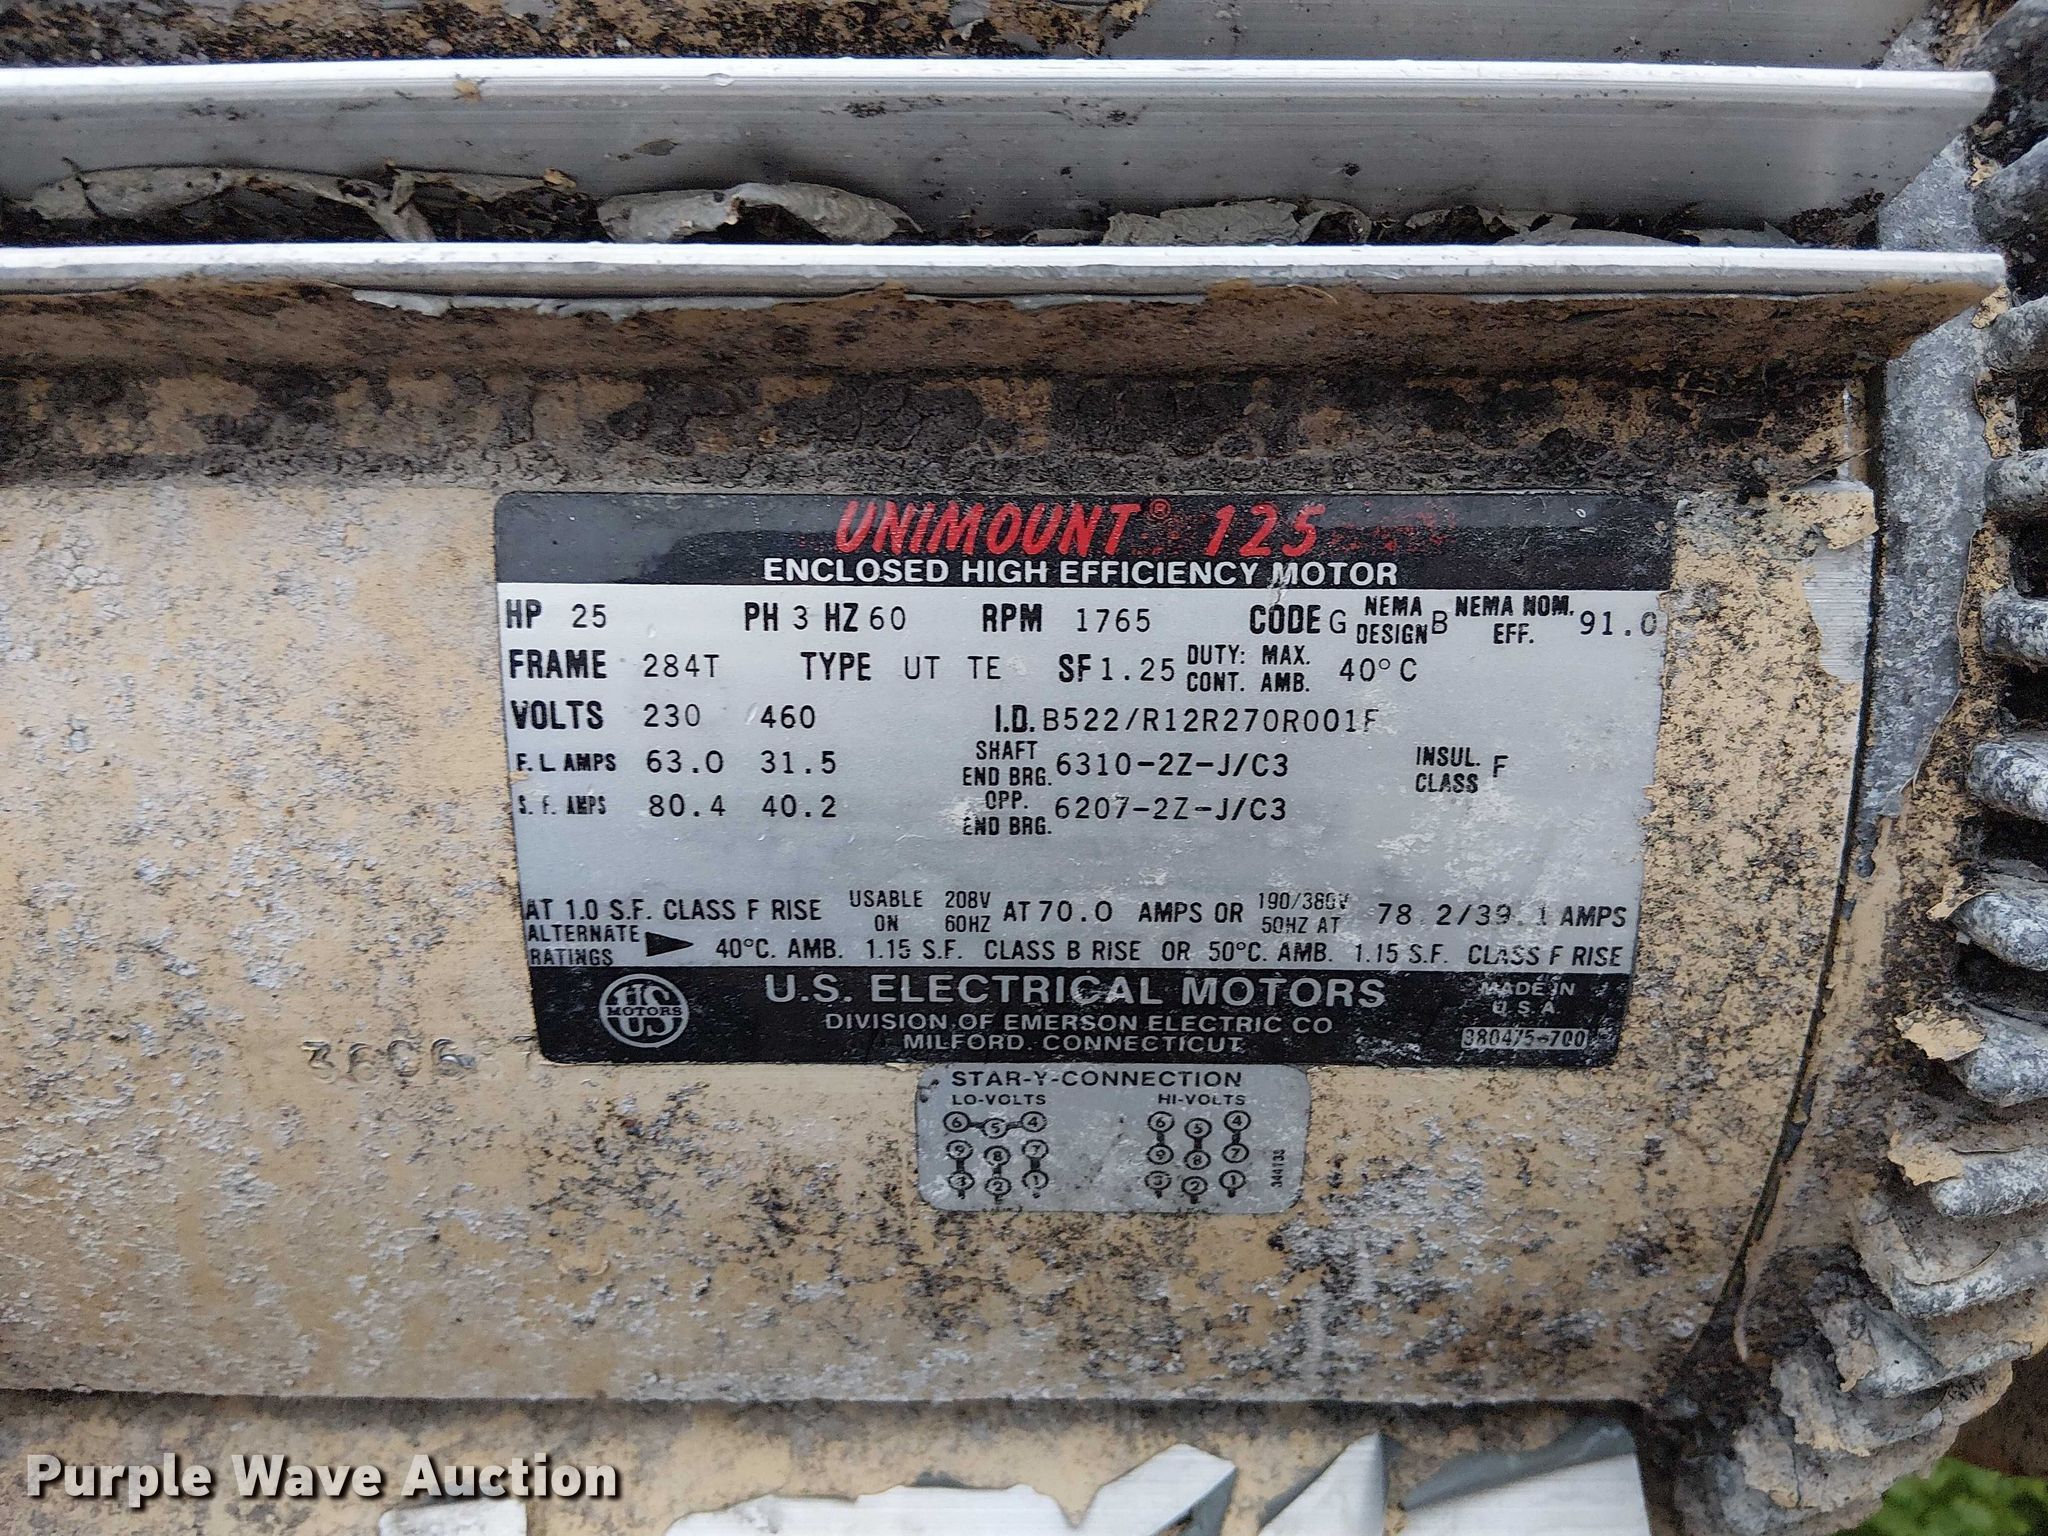 UNIMOUNT® 125
ENCLOSED HIGH EFFICIENCY MOTOR
HP 25 PH 3 HZ 60 RPM 1765 CODE G NEMA DESIGN B NEMA NOM. EFF. 91.0
FRAME 284T TYPE UT TE SF 1.25 DUTY: CONT. MAX. AMB. 40°C
VOLTS 230 /460 I.D. B522/R12R270R001F
F.L AMPS 63.0 31.5 SHAFT END BRG. 6310-2Z-J/C3 INSUL. CLASS F
S.F. AMPS 80.4 40.2 OPP. END BRG. 6207-2Z-J/C3
AT 1.0 S.F. CLASS F RISE USABLE ON 208V 60HZ AT 70.0 AMPS OR 190/380V 50HZ AT 78.2/39.1 AMPS
ALTERNATE RATINGS 40°C. AMB. 1.15 S.F. CLASS B RISE OR 50°C. AMB. 1.15 S.F. CLASS F RISE
US MOTORS
U.S. ELECTRICAL MOTORS
DIVISION OF EMERSON ELECTRIC CO
MILFORD. CONNECTICUT
MADE IN
U.S.A.
980475-700
STAR-Y-CONNECTION
LO-VOLTS HI-VOLTS
6 5 4 6 5 4
9 8 7 9 8 7
3 2 1 3 2 1
344133
Purple Wave Auction